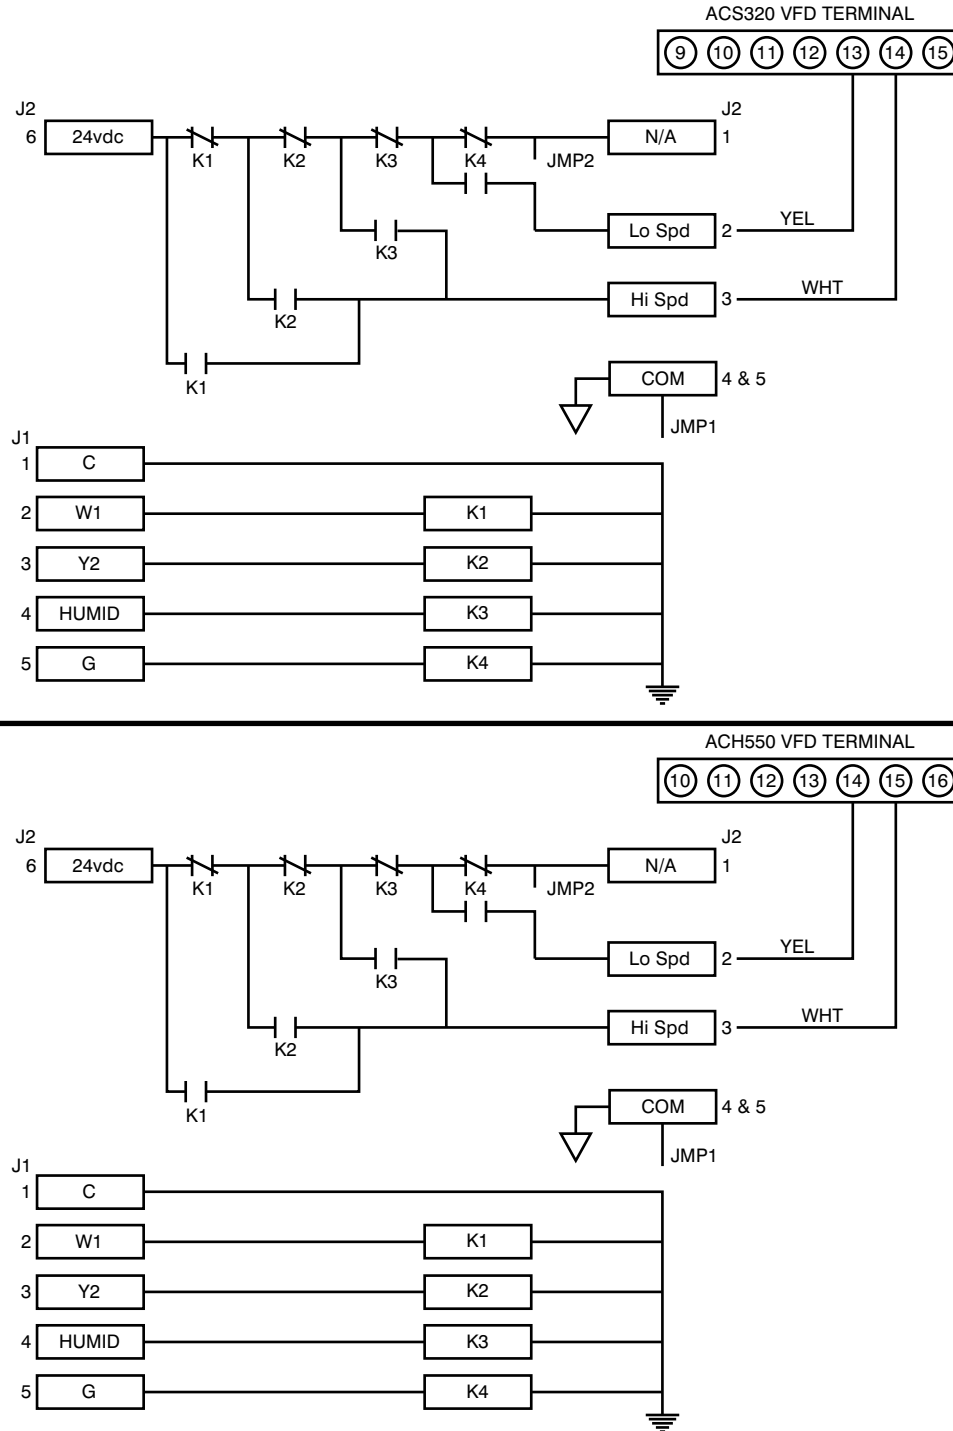 ACS320 VFD TERMINAL
9 10 11 12 13 14 15
J2 J2
6 24vdc K1 K2 K3 K4 JMP2 N/A 1
K3 Lo Spd 2 YEL
K2 Hi Spd 3 WHT
K1
COM 4 & 5
JMP1
J1
1 C
2 W1 K1
3 Y2 K2
4 HUMID K3
5 G K4
ACH550 VFD TERMINAL
10 11 12 13 14 15 16
J2 J2
6 24vdc K1 K2 K3 K4 JMP2 N/A 1
K3 Lo Spd 2 YEL
K2 Hi Spd 3 WHT
K1
COM 4 & 5
JMP1
J1
1 C
2 W1 K1
3 Y2 K2
4 HUMID K3
5 G K4